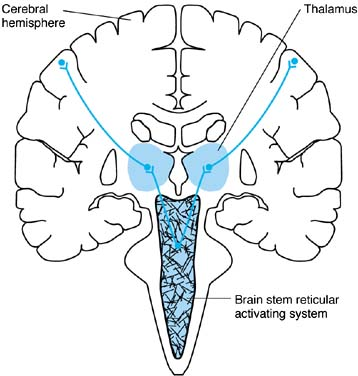 Cerebral
hemisphere
Thalamus
Brain stem reticular
activating system